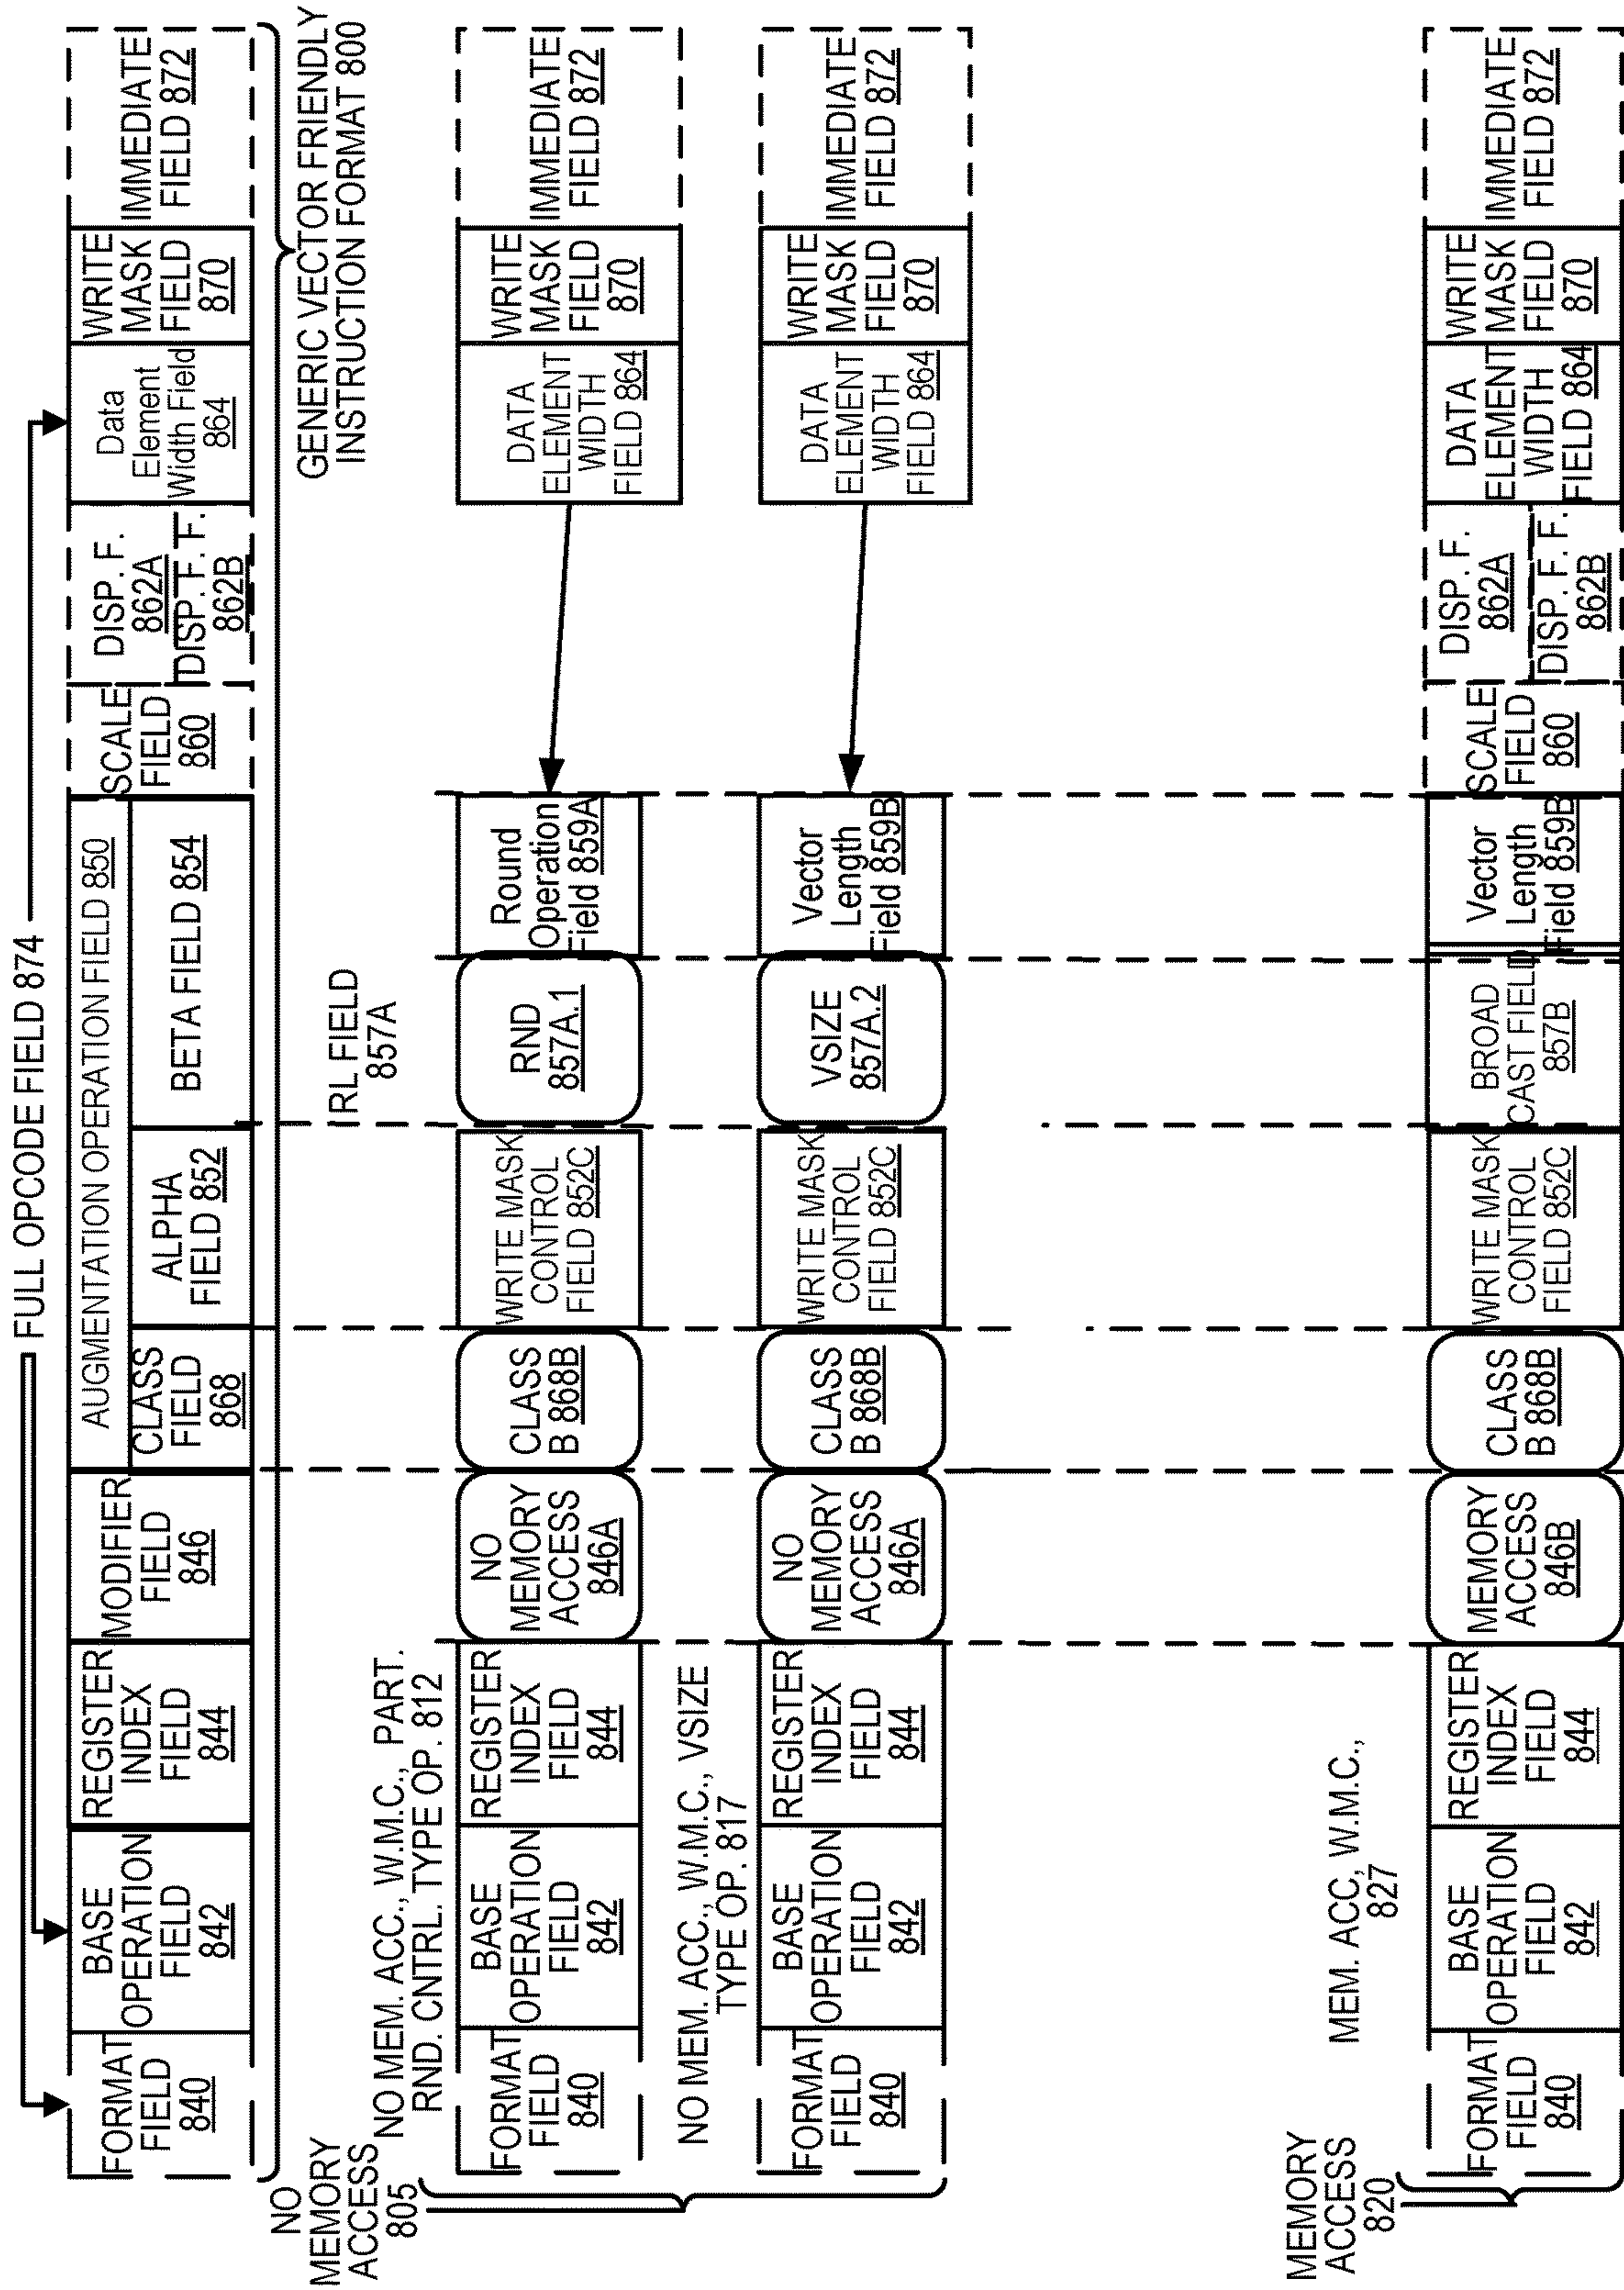 FULL OPCODE FIELD 874
FORMAT
FIELD
840
BASE
OPERATION
FIELD
842
REGISTER
INDEX
FIELD
844
MODIFIER
FIELD
846
AUGMENTATION OPERATION FIELD 850
CLASS
FIELD
868
ALPHA
FIELD 852
BETA FIELD 854
SCALE
FIELD
860
DISP. F.
862A
DISP. F. F.
862B
Data
Element
Width Field
864
WRITE
MASK
FIELD
870
IMMEDIATE
FIELD 872
GENERIC VECTOR FRIENDLY
INSTRUCTION FORMAT 800
NO
MEMORY
ACCESS
805
NO MEM. ACC., W.M.C., PART.
RND. CNTRL. TYPE OP. 812
RL FIELD
857A
FORMAT
FIELD
840
BASE
OPERATION
FIELD
842
REGISTER
INDEX
FIELD
844
NO
MEMORY
ACCESS
846A
CLASS
B 868B
WRITE MASK
CONTROL
FIELD 852C
RND
857A.1
Round
Operation
Field 859A
DATA
ELEMENT
WIDTH
FIELD 864
WRITE
MASK
FIELD
870
IMMEDIATE
FIELD 872
NO MEM. ACC., W.M.C., VSIZE
TYPE OP. 817
FORMAT
FIELD
840
BASE
OPERATION
FIELD
842
REGISTER
INDEX
FIELD
844
NO
MEMORY
ACCESS
846A
CLASS
B 868B
WRITE MASK
CONTROL
FIELD 852C
VSIZE
857A.2
Vector
Length
Field 859B
DATA
ELEMENT
WIDTH
FIELD 864
WRITE
MASK
FIELD
870
IMMEDIATE
FIELD 872
MEMORY
ACCESS
820
MEM. ACC, W.M.C.,
827
FORMAT
FIELD
840
BASE
OPERATION
FIELD
842
REGISTER
INDEX
FIELD
844
MEMORY
ACCESS
846B
CLASS
B 868B
WRITE MASK
CONTROL
FIELD 852C
BROAD
CAST FIELD
857B
Vector
Length
Field 859B
SCALE
FIELD
860
DISP. F.
862A
DISP. F. F.
862B
DATA
ELEMENT
WIDTH
FIELD 864
WRITE
MASK
FIELD
870
IMMEDIATE
FIELD 872